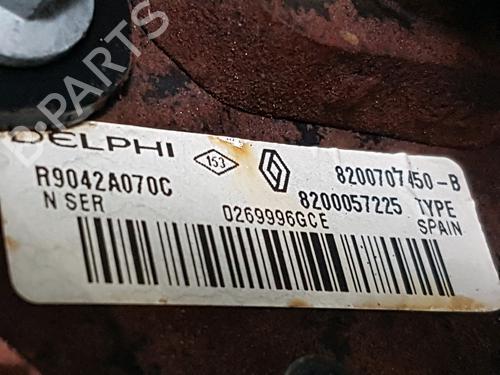 DELPHI
153
8200707450-B
R9042A070C
8200057225 TYPE
N SER
D269996GCE
SPAIN
B-PARTS